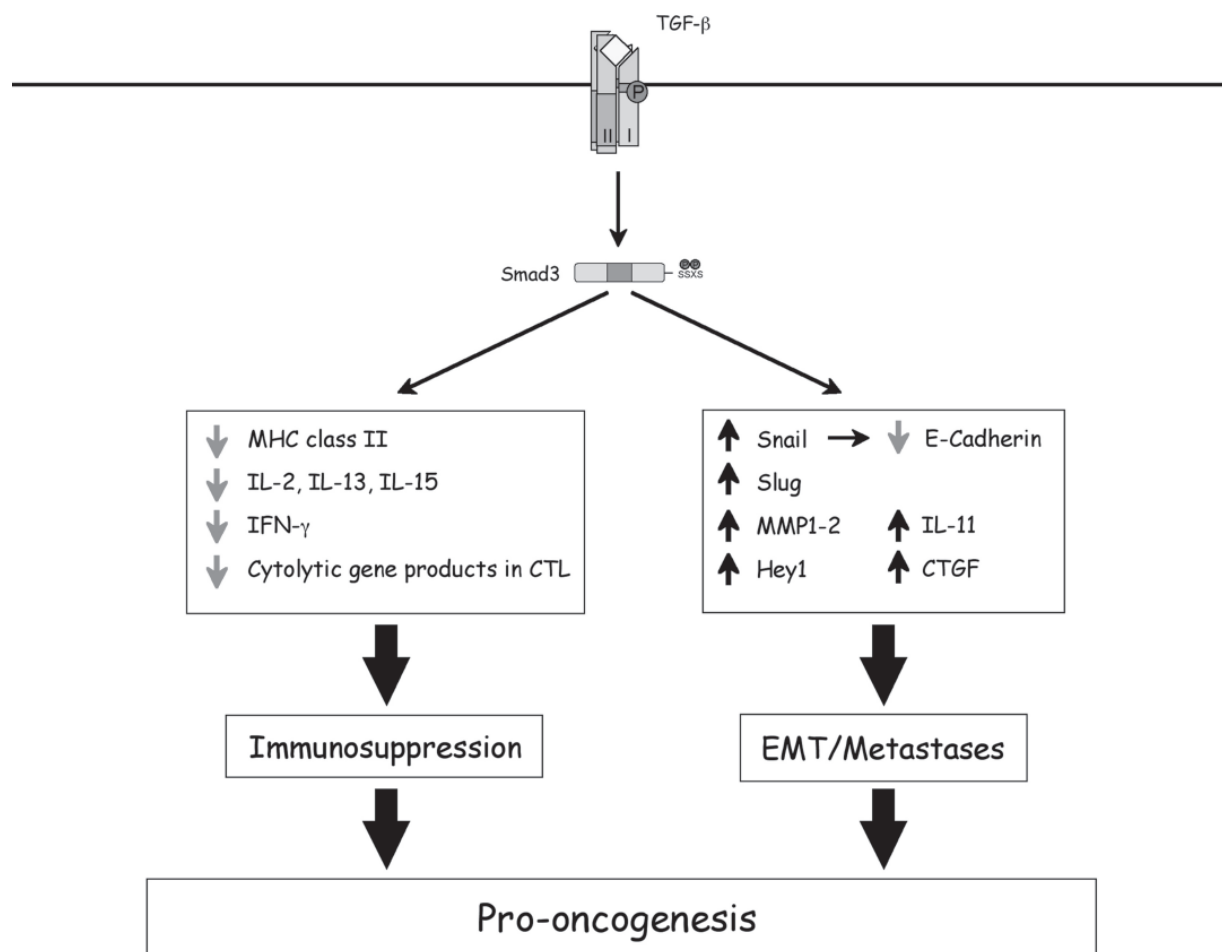 TGF-β
P
II I
Smad3
PP
SSXS
MHC class II
IL-2, IL-13, IL-15
IFN-γ
Cytolytic gene products in CTL
Snail E-Cadherin
Slug
MMP1-2 IL-11
Hey1 CTGF
Immunosuppression
EMT/Metastases
Pro-oncogenesis